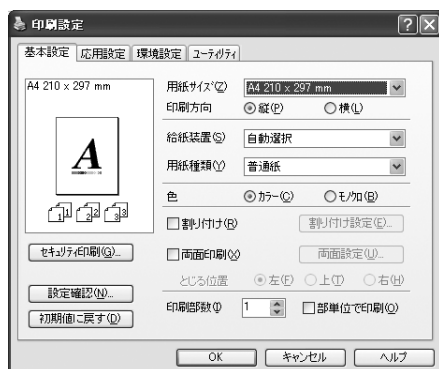 印刷設定
基本設定 応用設定 環境設定 ユーティリティ
A4 210 x 297 mm
A
1 1 2 2 3 3
セキュリティ印刷(G)...
設定確認(N)...
初期値に戻す(D)
用紙サイズ(Z) A4 210 x 297 mm
印刷方向 縦(P) 横(L)
給紙装置(S) 自動選択
用紙種類(Y) 普通紙
色 カラー(C) モノクロ(B)
割り付け(R) 割り付け設定(E)...
両面印刷(X) 両面設定(U)...
とじる位置 左(F) 上(T) 右(H)
印刷部数(I) 1 部単位で印刷(O)
OK キャンセル ヘルプ